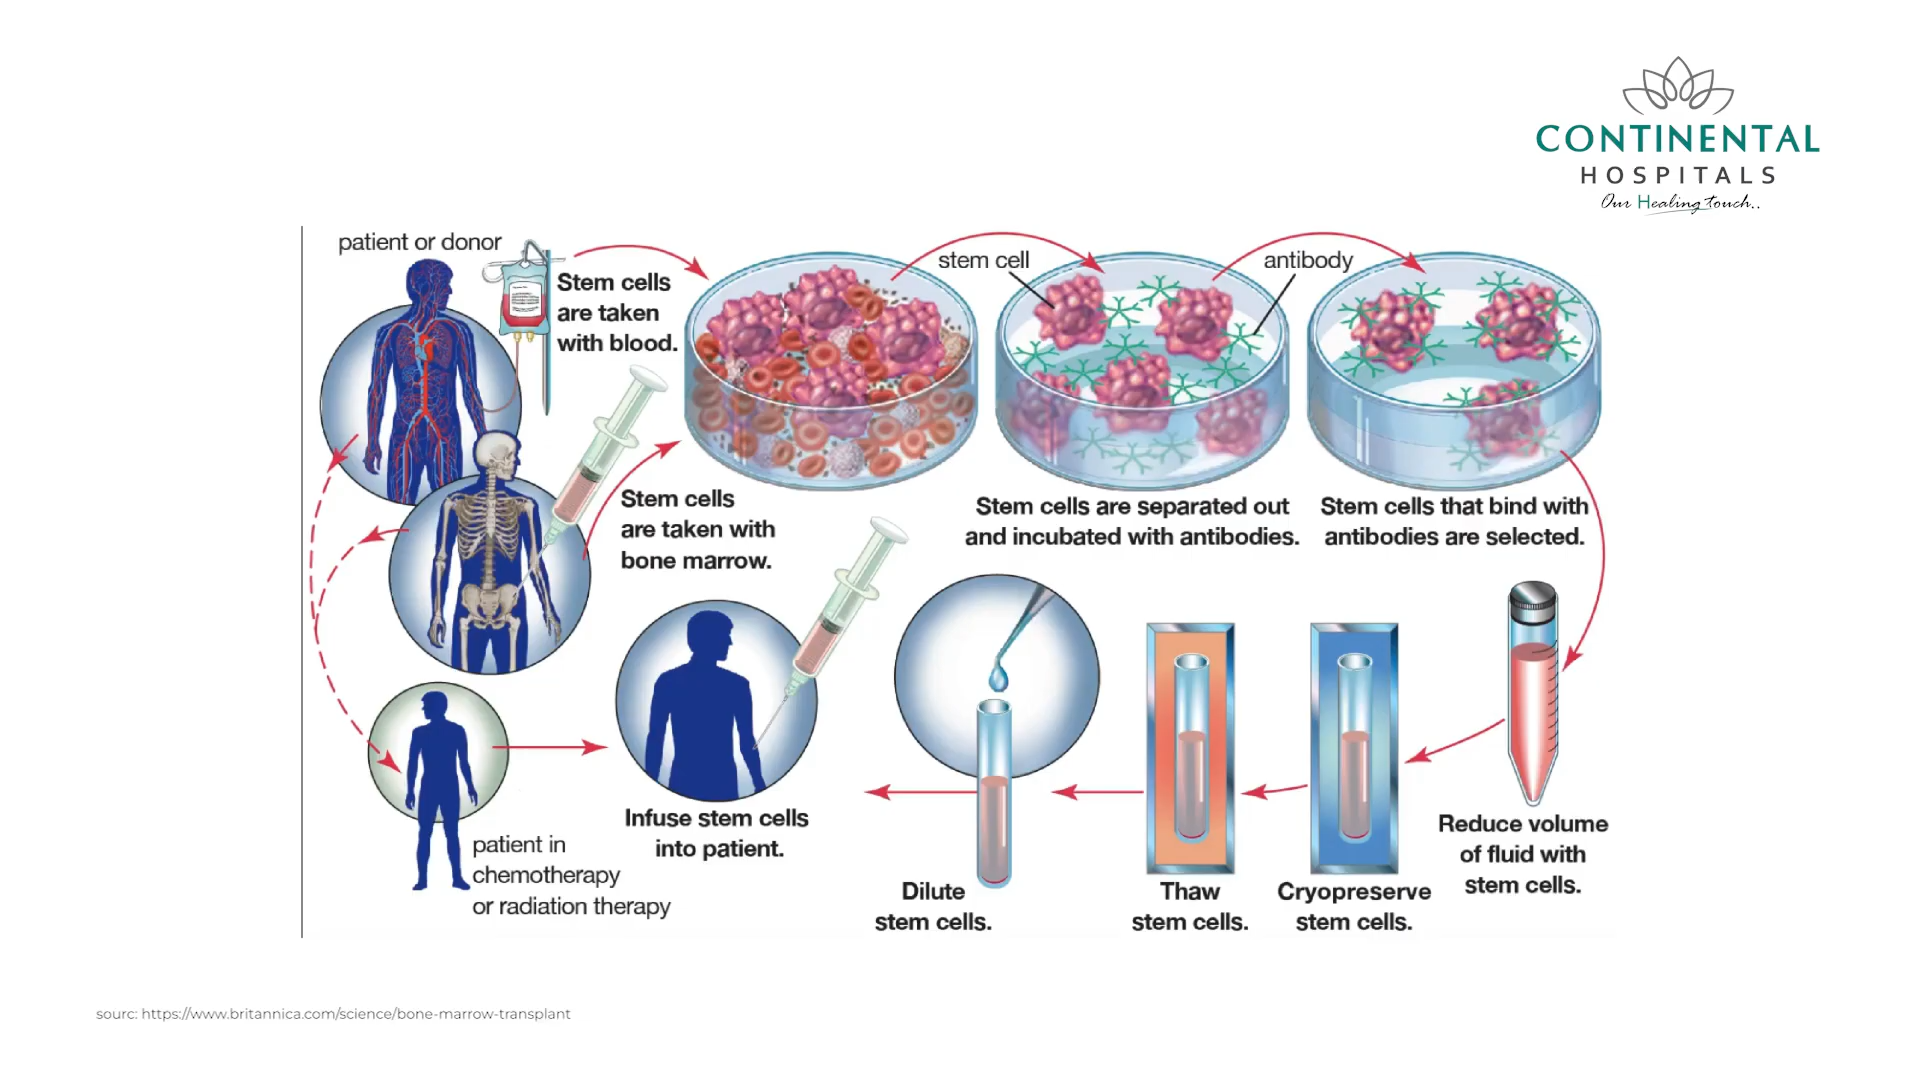 CONTINENTAL
HOSPITALS
Our Healing touch..
patient or donor
Stem cells
are taken
with blood.
stem cell
antibody
Stem cells
are taken with
bone marrow.
Stem cells are separated out
and incubated with antibodies.
Stem cells that bind with
antibodies are selected.
Reduce volume
of fluid with
stem cells.
Cryopreserve
stem cells.
Thaw
stem cells.
Dilute
stem cells.
Infuse stem cells
into patient.
patient in
chemotherapy
or radiation therapy
sourc: https://www.britannica.com/science/bone-marrow-transplant